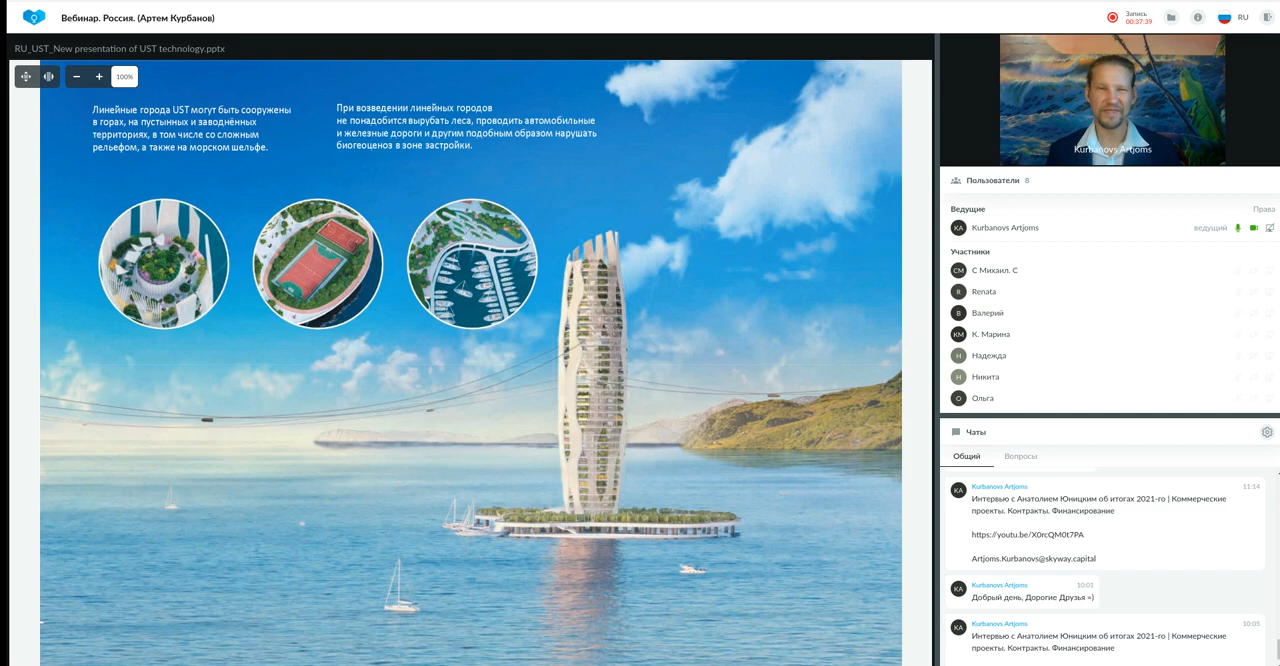 Вебинар. Россия. (Артем Курбанов)
Запись
00:37:39
RU
RU_UST_New presentation of UST technology.pptx
100%
Линейные города UST могут быть сооружены
в горах, на пустынных и заводнённых
территориях, в том числе со сложным
рельефом, а также на морском шельфе.
При возведении линейных городов
не понадобится вырубать леса, проводить автомобильные
и железные дороги и другим подобным образом нарушать
биогеоценоз в зоне застройки.
Kurbanovs Artjoms
Пользователи 8
Ведущие
Права
KA Kurbanovs Artjoms ведущий
Участники
СМ С Михаил. С
R Renata
В Валерий
КМ К. Марина
Н Надежда
Н Никита
О Ольга
Чаты
Общий
Вопросы
KA Kurbanovs Artjoms 11:14
Интервью с Анатолием Юницким об итогах 2021-го | Коммерческие
проекты. Контракты. Финансирование
https://youtu.be/X0rcQM0t7PA
Artjoms.Kurbanovs@skyway.capital
KA Kurbanovs Artjoms 10:01
Добрый день, Дорогие Друзья =)
KA Kurbanovs Artjoms 10:05
Интервью с Анатолием Юницким об итогах 2021-го | Коммерческие
проекты. Контракты. Финансирование